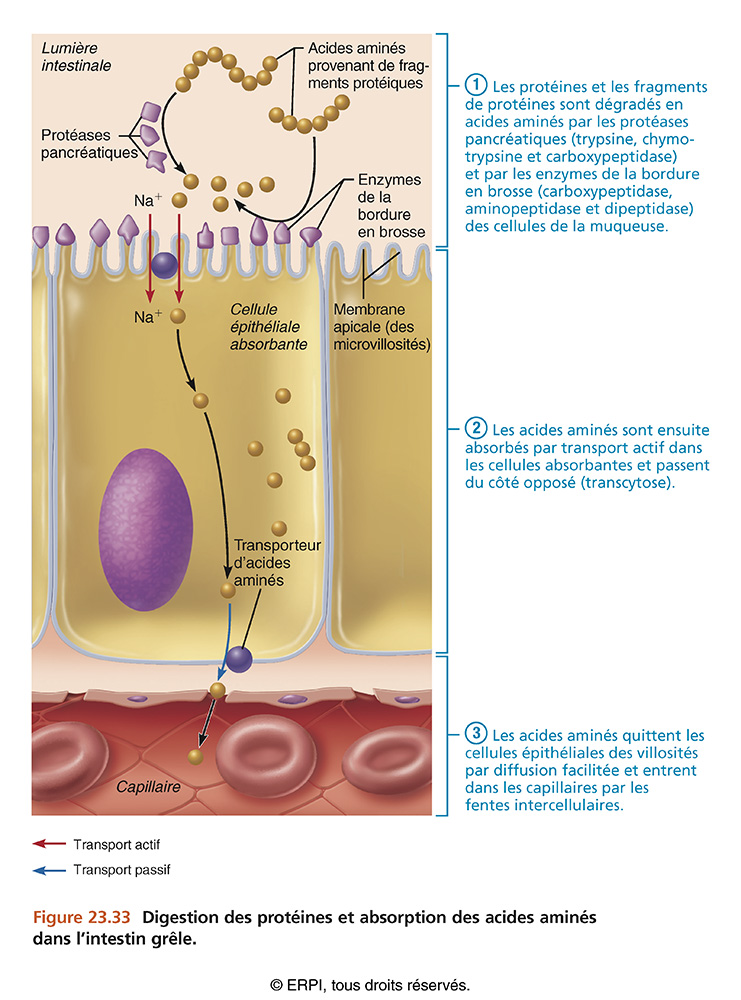 Lumière
intestinale
Acides aminés
provenant de frag-
ments protéiques
Protéases
pancréatiques
Na+
Enzymes
de la
bordure
en brosse
Na+
Cellule
épithéliale
absorbante
Membrane
apicale (des
microvillosités)
Transporteur
d'acides
aminés
Capillaire
1 Les protéines et les fragments
de protéines sont dégradés en
acides aminés par les protéases
pancréatiques (trypsine, chymo-
trypsine et carboxypeptidase)
et par les enzymes de la bordure
en brosse (carboxypeptidase,
aminopeptidase et dipeptidase)
des cellules de la muqueuse.
2 Les acides aminés sont ensuite
absorbés par transport actif dans
les cellules absorbantes et passent
du côté opposé (transcytose).
3 Les acides aminés quittent les
cellules épithéliales des villosités
par diffusion facilitée et entrent
dans les capillaires par les
fentes intercellulaires.
Transport actif
Transport passif
Figure 23.33 Digestion des protéines et absorption des acides aminés
dans l'intestin grêle.
© ERPI, tous droits réservés.